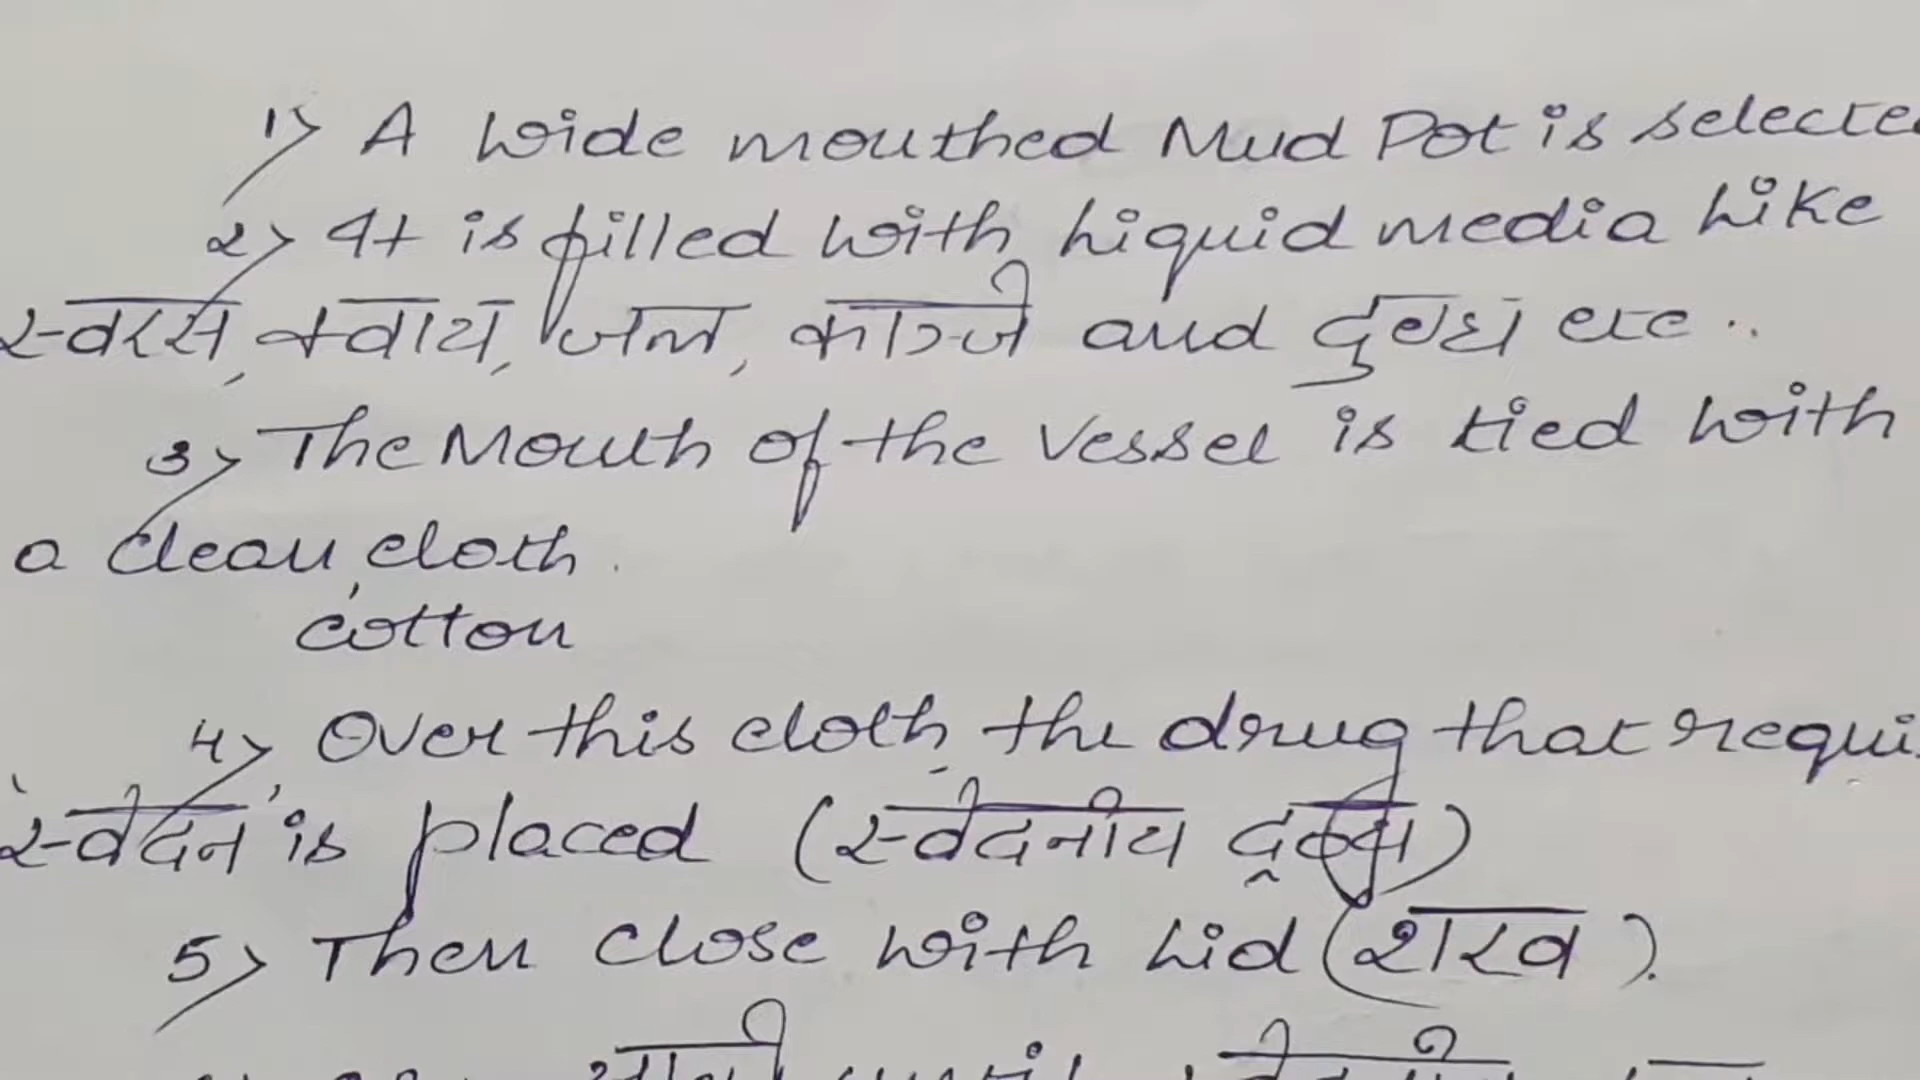 1) A wide mouthed Mud Pot is selected
2) It is filled with Liquid media Like
स्वरस, क्वाथ, जल, काञ्जी and दुग्ध etc..
3) The Mouth of the Vessel is tied with
a clean, cloth.
cotton
4) Over this cloth, the drug that requi
स्वेदन is placed (स्वेदनीय द्रव्य)
5) Then close with Lid (शरव).